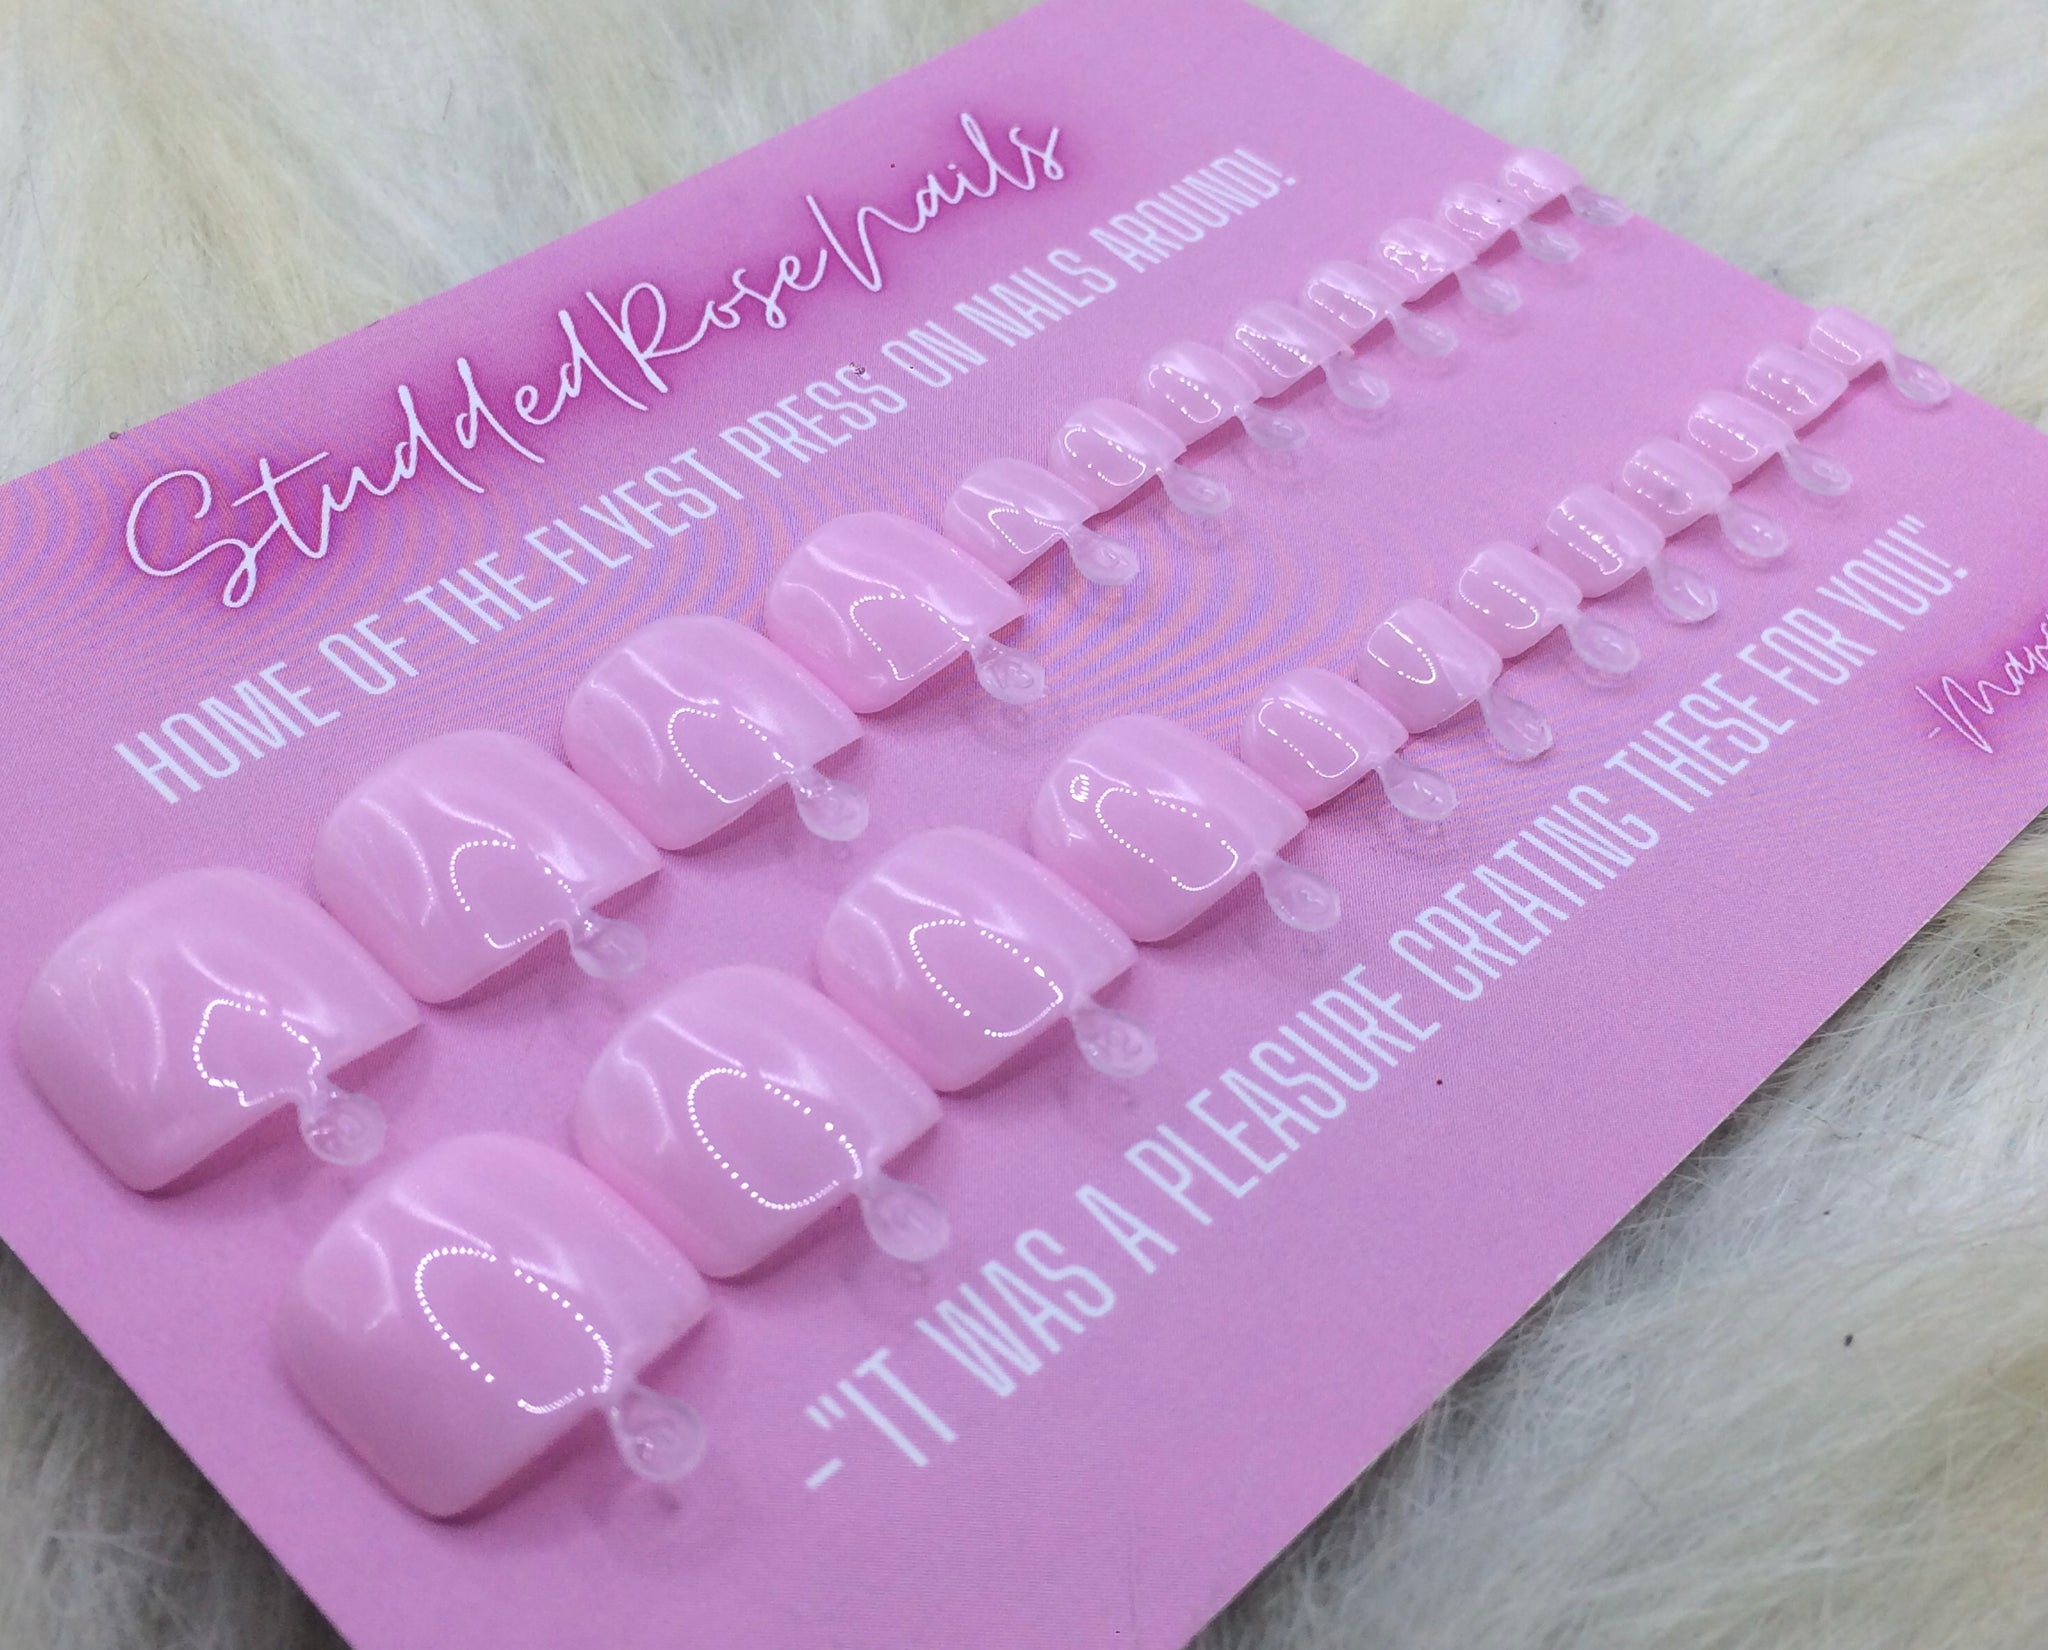 StuddedRoseNails
HOME OF THE FLYEST PRESS ON NAILS AROUND!
-"IT WAS A PLEASURE CREATING THESE FOR YOU!"